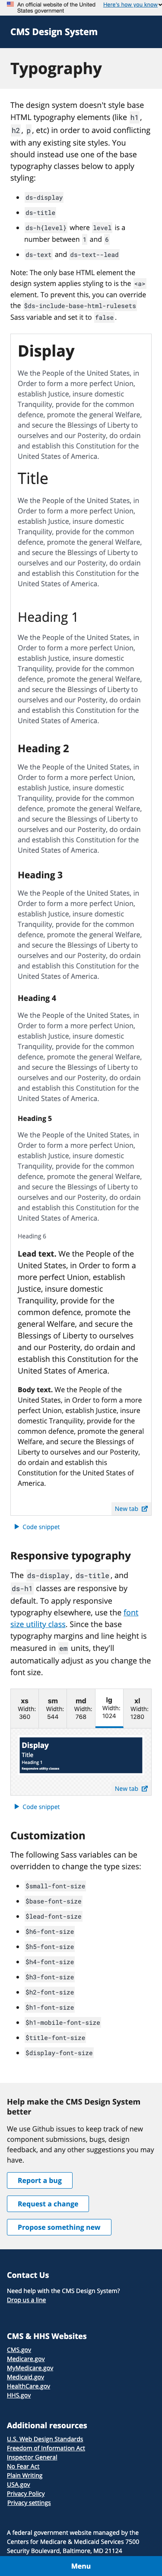 An official website of the United States government
Here's how you know
CMS Design System
Typography
The design system doesn't style base
HTML typography elements (like h1,
h2, p, etc) in order to avoid conflicting
with any existing styles. You
should instead use one of the base
typography classes below to apply
styling:
ds-display
ds-title
ds-h{level} where level is a
number between 1 and 6
ds-text and ds-text--lead
Note: The only base HTML element the
design system applies styling to is the <a>
element. To prevent this, you can override
the $ds-include-base-html-rulesets
Sass variable and set it to false.
Display
We the People of the United States, in
Order to form a more perfect Union,
establish Justice, insure domestic
Tranquility, provide for the common
defence, promote the general Welfare,
and secure the Blessings of Liberty to
ourselves and our Posterity, do ordain
and establish this Constitution for the
United States of America.
Title
We the People of the United States, in
Order to form a more perfect Union,
establish Justice, insure domestic
Tranquility, provide for the common
defence, promote the general Welfare,
and secure the Blessings of Liberty to
ourselves and our Posterity, do ordain
and establish this Constitution for the
United States of America.
Heading 1
We the People of the United States, in
Order to form a more perfect Union,
establish Justice, insure domestic
Tranquility, provide for the common
defence, promote the general Welfare,
and secure the Blessings of Liberty to
ourselves and our Posterity, do ordain
and establish this Constitution for the
United States of America.
Heading 2
We the People of the United States, in
Order to form a more perfect Union,
establish Justice, insure domestic
Tranquility, provide for the common
defence, promote the general Welfare,
and secure the Blessings of Liberty to
ourselves and our Posterity, do ordain
and establish this Constitution for the
United States of America.
Heading 3
We the People of the United States, in
Order to form a more perfect Union,
establish Justice, insure domestic
Tranquility, provide for the common
defence, promote the general Welfare,
and secure the Blessings of Liberty to
ourselves and our Posterity, do ordain
and establish this Constitution for the
United States of America.
Heading 4
We the People of the United States, in
Order to form a more perfect Union,
establish Justice, insure domestic
Tranquility, provide for the common
defence, promote the general Welfare,
and secure the Blessings of Liberty to
ourselves and our Posterity, do ordain
and establish this Constitution for the
United States of America.
Heading 5
We the People of the United States, in
Order to form a more perfect Union,
establish Justice, insure domestic
Tranquility, provide for the common
defence, promote the general Welfare,
and secure the Blessings of Liberty to
ourselves and our Posterity, do ordain
and establish this Constitution for the
United States of America.
Heading 6
Lead text. We the People of the
United States, in Order to form a
more perfect Union, establish
Justice, insure domestic
Tranquility, provide for the
common defence, promote the
general Welfare, and secure the
Blessings of Liberty to ourselves
and our Posterity, do ordain and
establish this Constitution for the
United States of America.
Body text. We the People of the
United States, in Order to form a more
perfect Union, establish Justice, insure
domestic Tranquility, provide for the
common defence, promote the general
Welfare, and secure the Blessings of
Liberty to ourselves and our Posterity,
do ordain and establish this
Constitution for the United States of
America.
New tab
Code snippet
Responsive typography
The ds-display, ds-title, and
ds-h1 classes are responsive by
default. To apply responsive
typography elsewhere, use the font
size utility class. Since the base
typography margins and line height is
measured in em units, they'll
automatically adjust as you change the
font size.
xs Width: 360
sm Width: 544
md Width: 768
lg Width: 1024
xl Width: 1280
Display
Title
Heading 1
Responsive utility class
New tab
Code snippet
Customization
The following Sass variables can be
overridden to change the type sizes:
$small-font-size
$base-font-size
$lead-font-size
$h6-font-size
$h5-font-size
$h4-font-size
$h3-font-size
$h2-font-size
$h1-font-size
$h1-mobile-font-size
$title-font-size
$display-font-size
Help make the CMS Design System
better
We use Github issues to keep track of new
component submissions, bugs, design
feedback, and any other suggestions you may
have.
Report a bug
Request a change
Propose something new
Contact Us
Need help with the CMS Design System?
Drop us a line
CMS & HHS Websites
CMS.gov
Medicare.gov
MyMedicare.gov
Medicaid.gov
HealthCare.gov
HHS.gov
Additional resources
U.S. Web Design Standards
Freedom of Information Act
Inspector General
No Fear Act
Plain Writing
USA.gov
Privacy Policy
Privacy settings
A federal government website managed by the
Centers for Medicare & Medicaid Services 7500
Security Boulevard, Baltimore, MD 21124
Menu